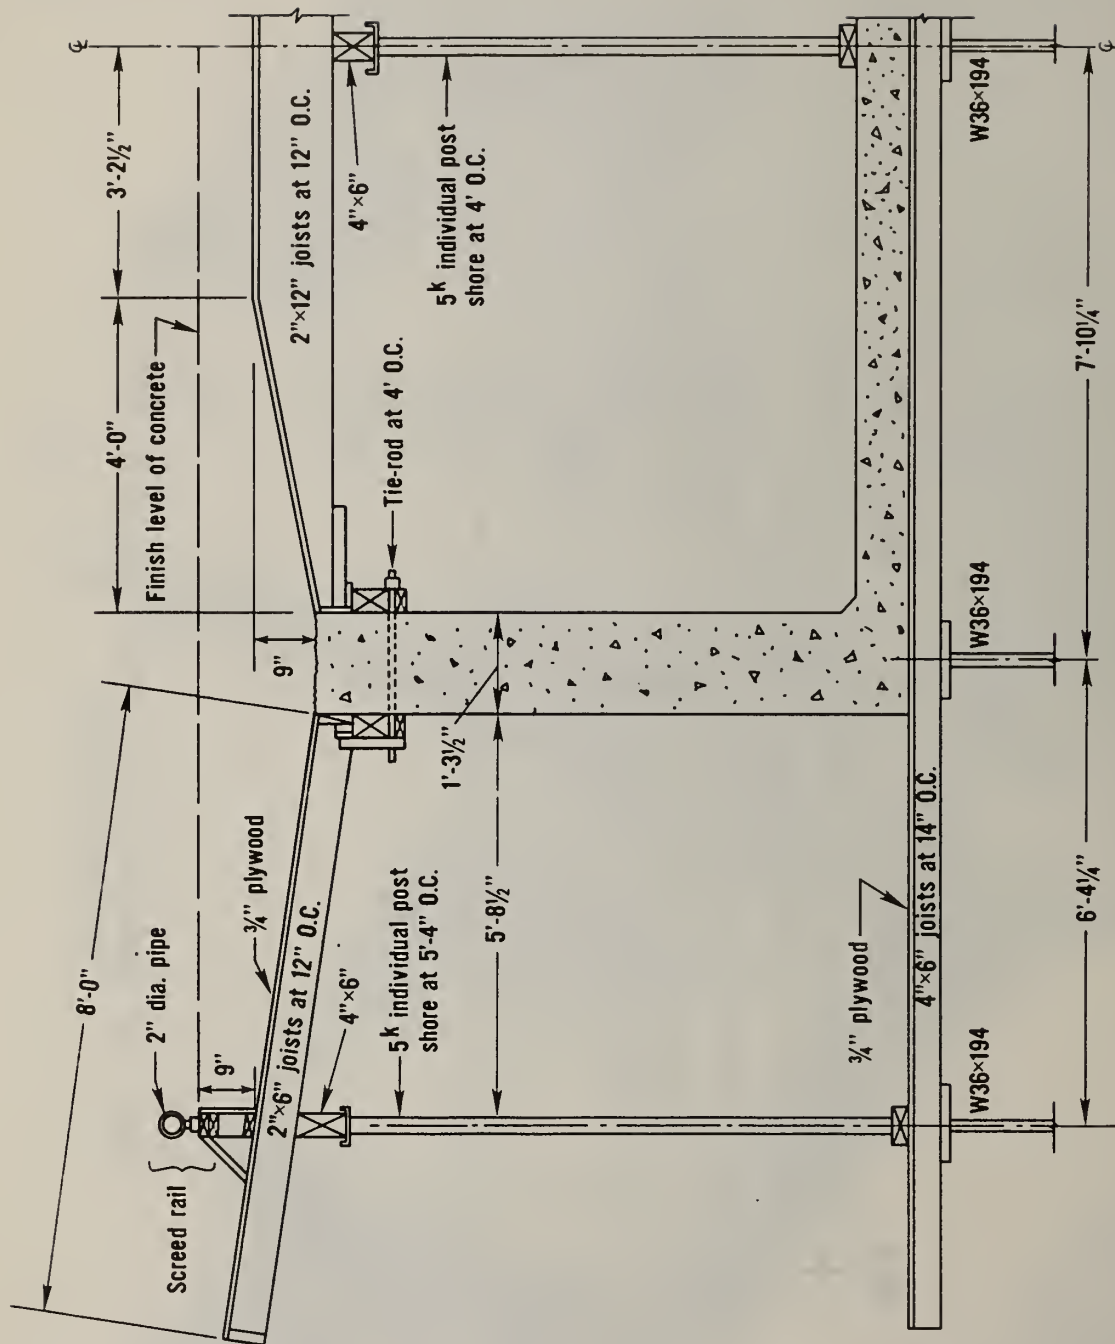 ℄
3'-2½"
4'-0"
Finish level of concrete
2"×12" joists at 12" O.C.
4"×6"
5k individual post
shore at 4' O.C.
Tie-rod at 4' O.C.
℄
W36×194
7'-10¼"
9"
1'-3½"
W36×194
8'-0"
¾" plywood
2" dia. pipe
9"
Screed rail
2"×6" joists at 12" O.C.
4"×6"
5k individual post
shore at 5'-4" O.C.
5'-8½"
¾" plywood
4"×6" joists at 14" O.C.
6'-4¼"
W36×194